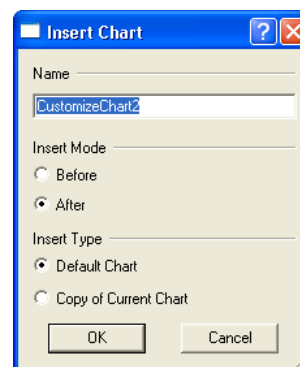 Insert Chart
Name
CustomizeChart2
Insert Mode
Before
After
Insert Type
Default Chart
Copy of Current Chart
OK Cancel